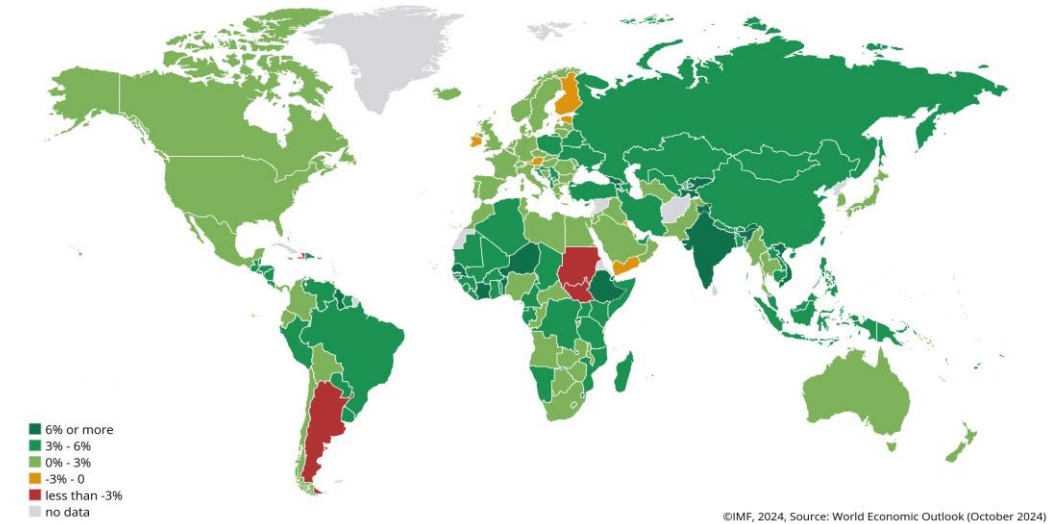 6% or more
3% - 6%
0% - 3%
-3% - 0
less than -3%
no data
©IMF, 2024, Source: World Economic Outlook (October 2024)